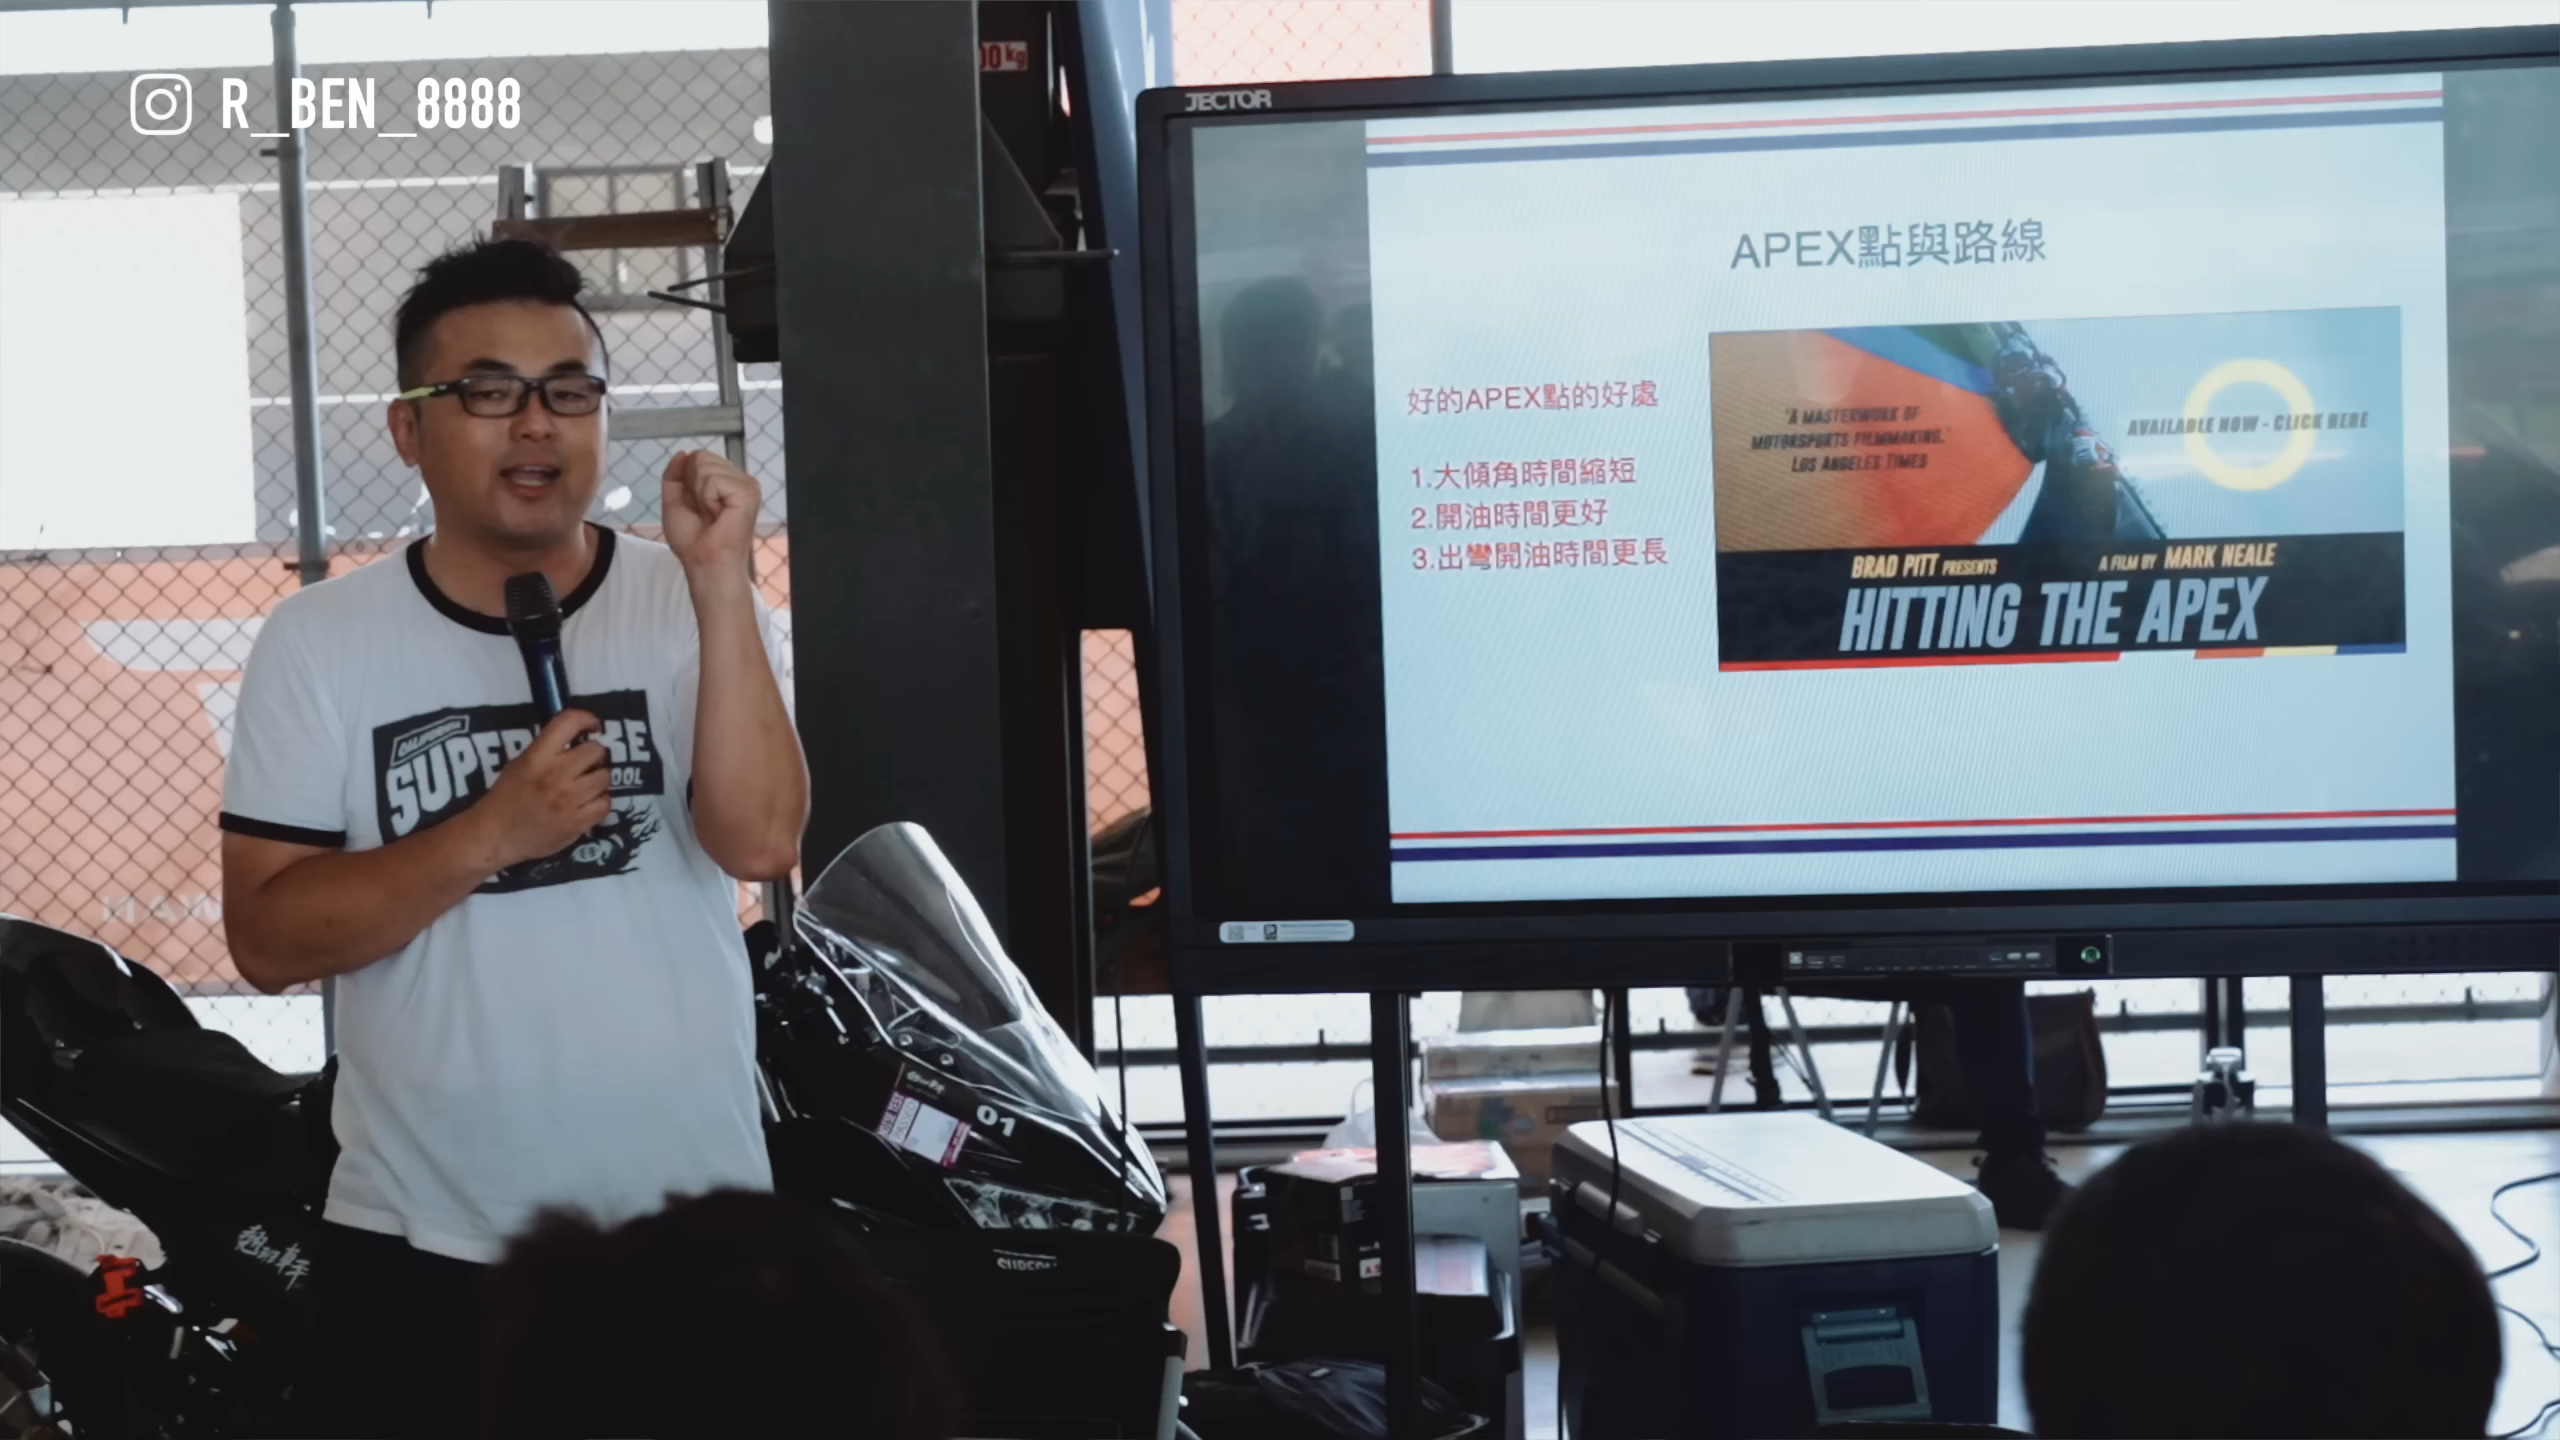 R_BEN_8888
00kg
JECTOR
APEX點與路線
好的APEX點的好處
1.大傾角時間縮短
2.開油時間更好
3.出彎開油時間更長
"A MASTERWORK OF
MOTORSPORTS FILMMAKING."
LOS ANGELES TIMES
AVAILABLE NOW - CLICK HERE
BRAD PITT PRESENTS
A FILM BY MARK NEALE
HITTING THE APEX
CALIFORNIA
01